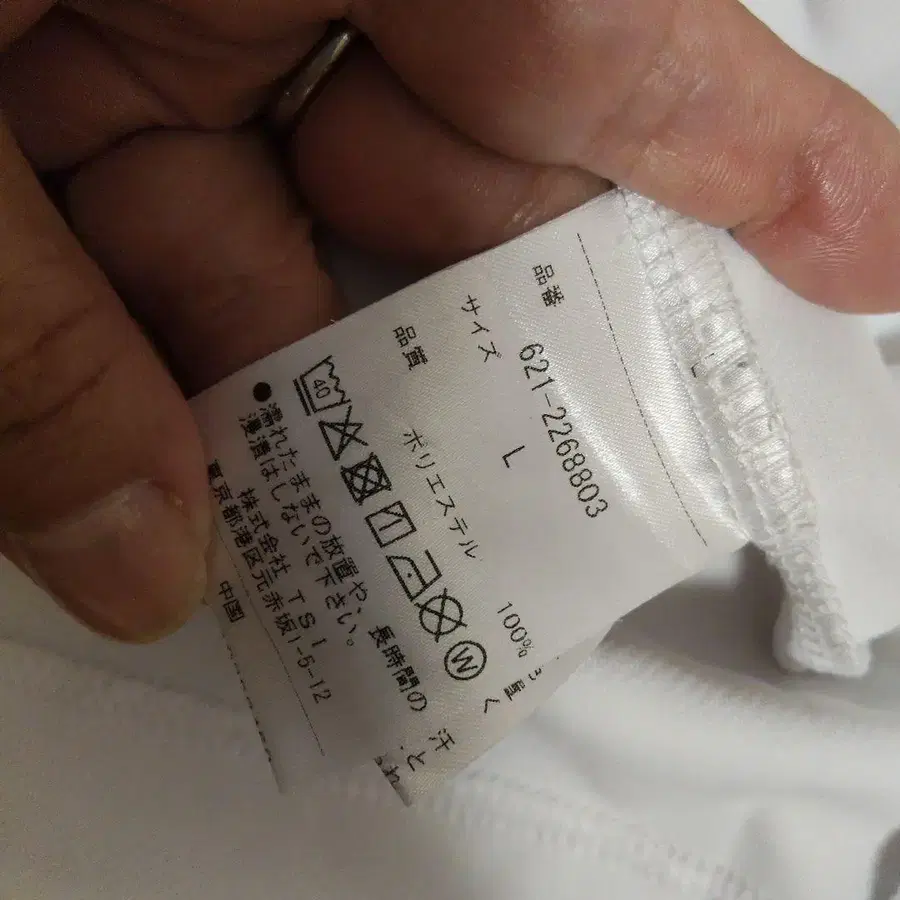 品番
621-2268803
サイズ
L
品質
ポリエステル 100%
40
W
●濡れたままの放置や、長時間の
浸漬はしないで下さい。
株式会社 TSI
東京都港区元赤坂1-5-12
中国
汗
と